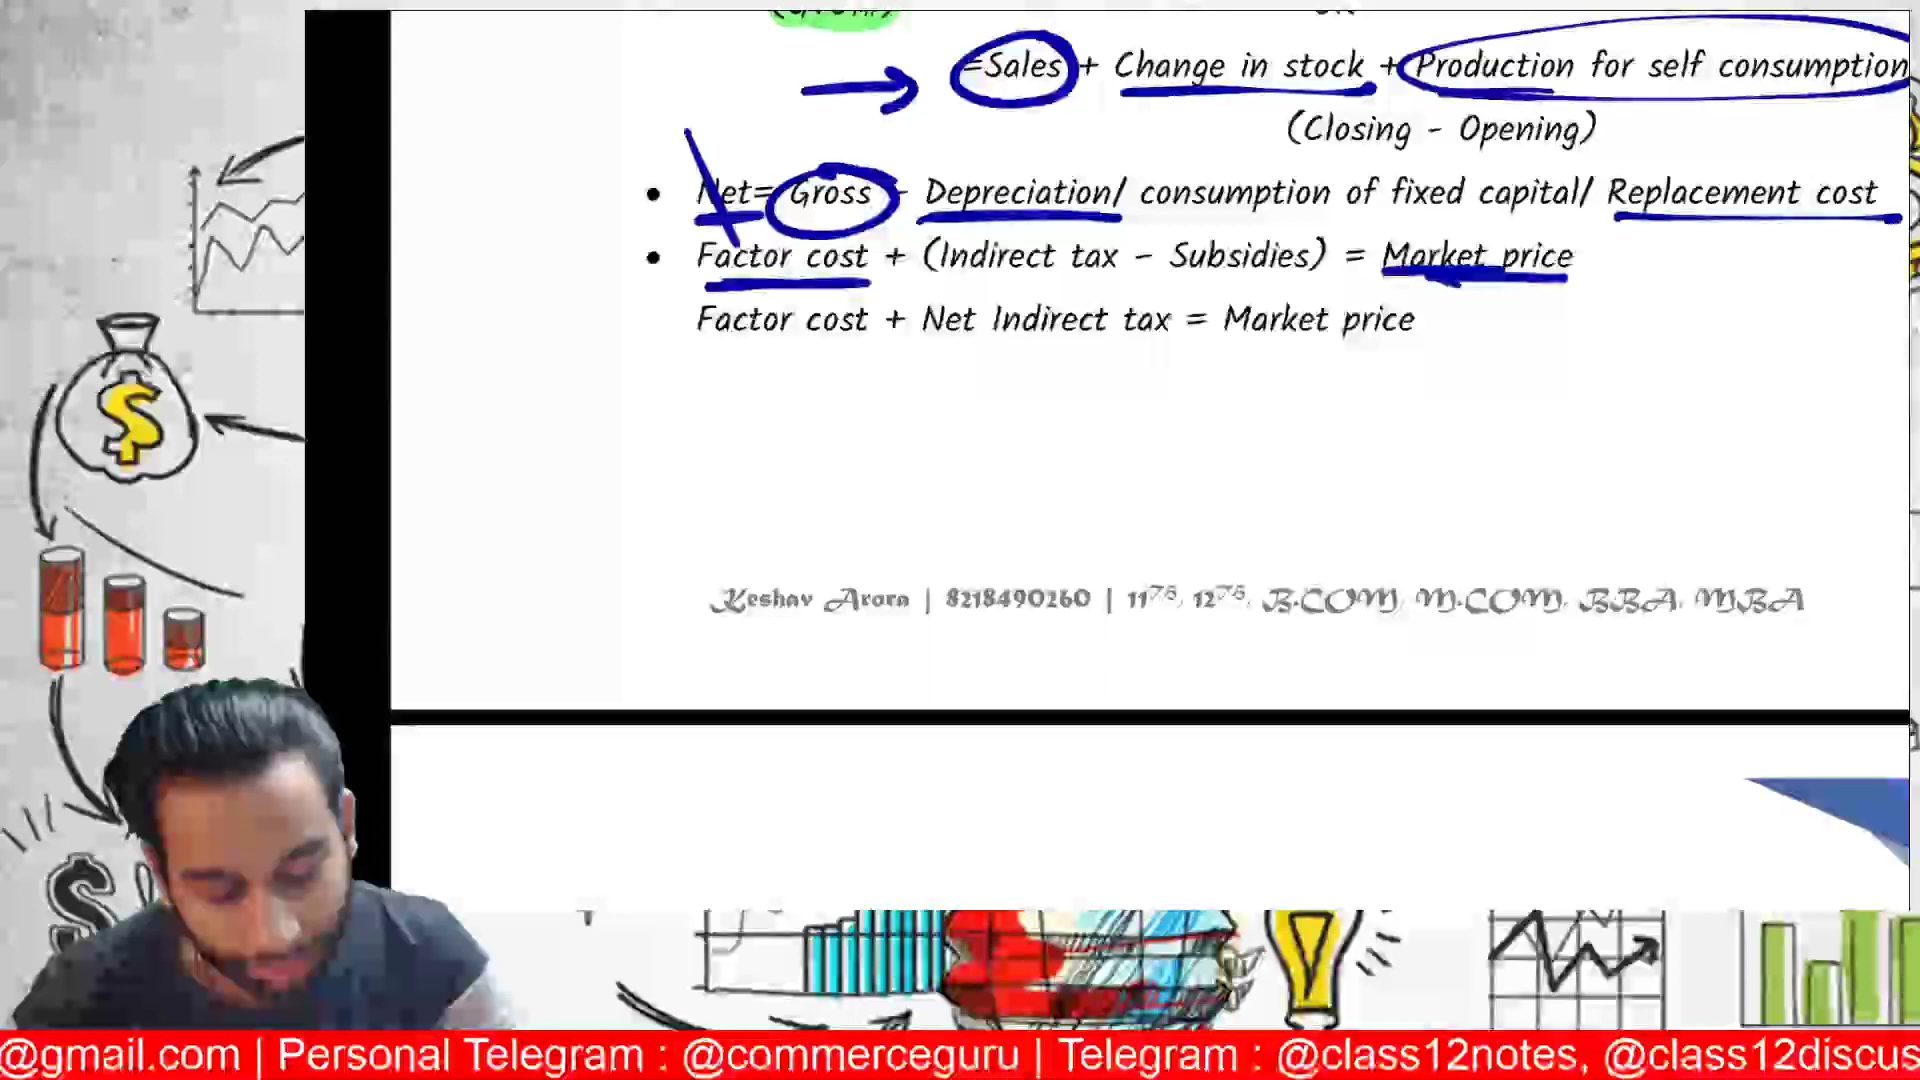 =Sales + Change in stock + Production for self consumption
(Closing - Opening)
• Net= Gross - Depreciation/ consumption of fixed capital/ Replacement cost
• Factor cost + (Indirect tax - Subsidies) = Market price
Factor cost + Net Indirect tax = Market price
Keshav Arora | 8218490260 | 11TH, 12TH, B.COM, M.COM, BBA, MBA
@gmail.com | Personal Telegram : @commerceguru | Telegram : @class12notes, @class12discus